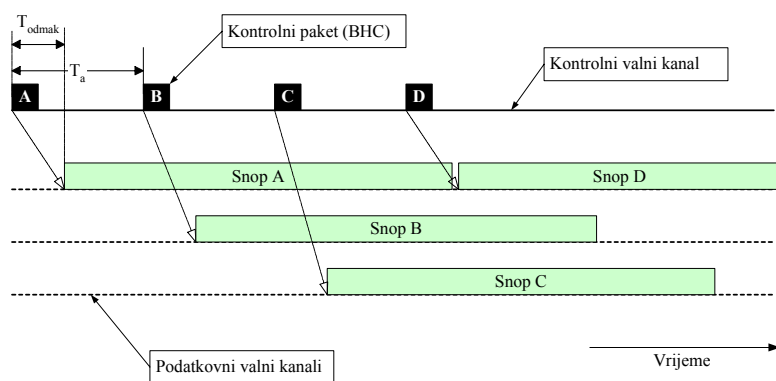 T_odmak
Kontrolni paket (BHC)
T_a
Kontrolni valni kanal
A
B
C
D
Snop A
Snop D
Snop B
Snop C
Podatkovni valni kanali
Vrijeme